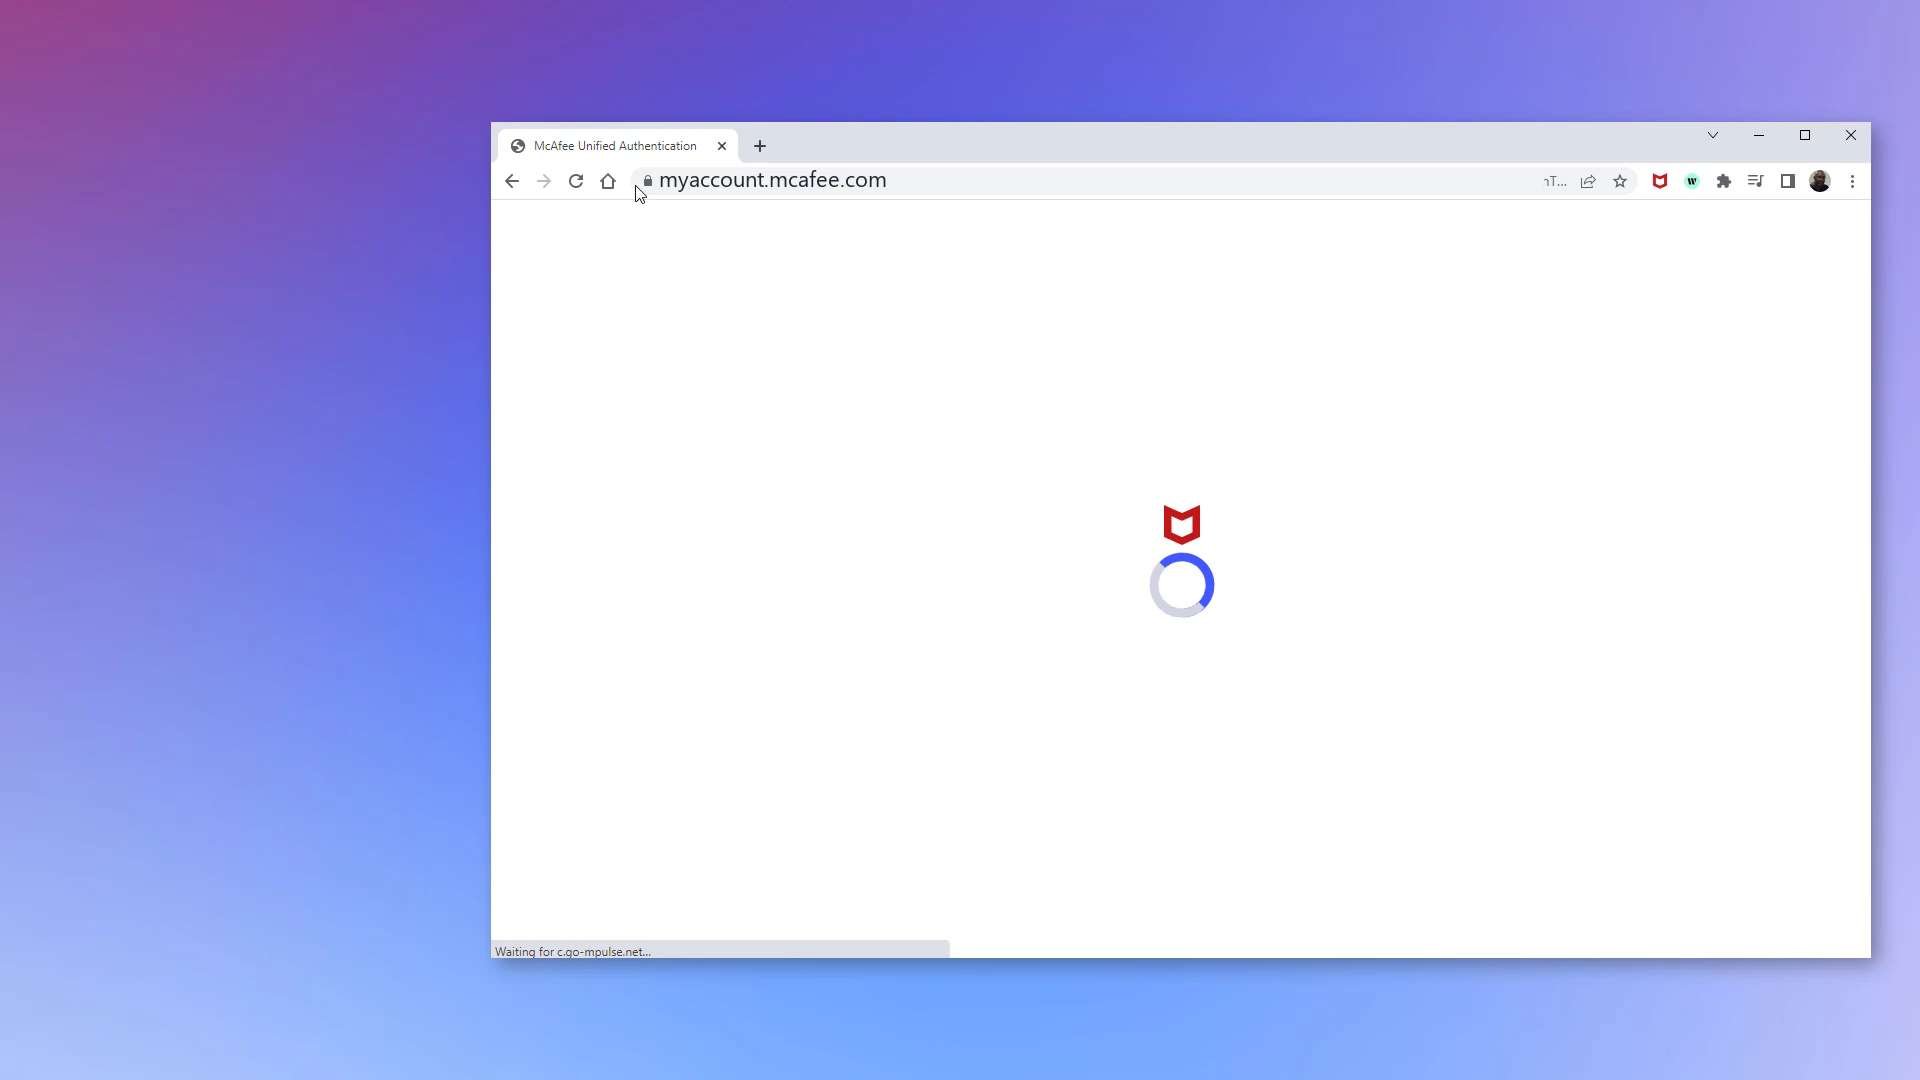 McAfee Unified Authentication
myaccount.mcafee.com
Waiting for c.go-mpulse.net...